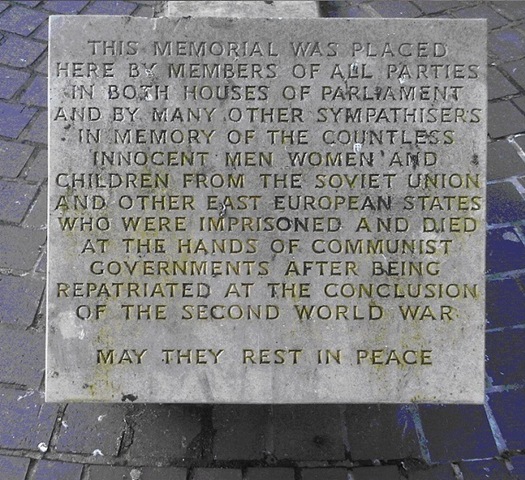 THIS MEMORIAL WAS PLACED
HERE BY MEMBERS OF ALL PARTIES
IN BOTH HOUSES OF PARLIAMENT
AND BY MANY OTHER SYMPATHISERS
IN MEMORY OF THE COUNTLESS
INNOCENT MEN WOMEN AND
CHILDREN FROM THE SOVIET UNION
AND OTHER EAST EUROPEAN STATES
WHO WERE IMPRISONED AND DIED
AT THE HANDS OF COMMUNIST
GOVERNMENTS AFTER BEING
REPATRIATED AT THE CONCLUSION
OF THE SECOND WORLD WAR
MAY THEY REST IN PEACE